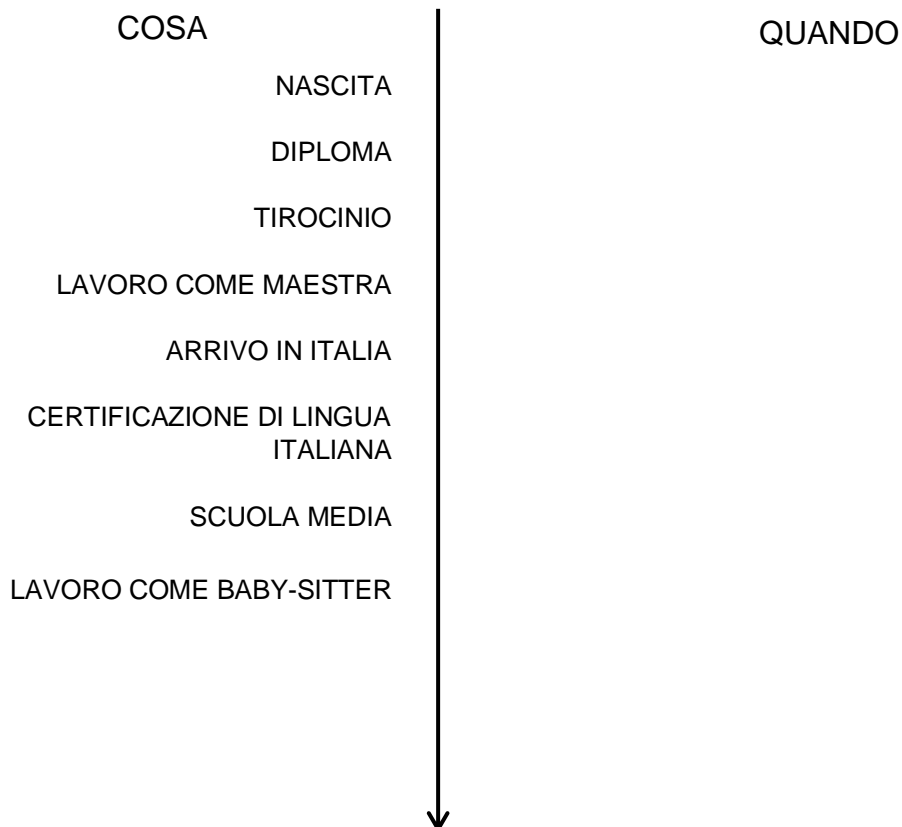 COSA
QUANDO
NASCITA
DIPLOMA
TIROCINIO
LAVORO COME MAESTRA
ARRIVO IN ITALIA
CERTIFICAZIONE DI LINGUA
ITALIANA
SCUOLA MEDIA
LAVORO COME BABY-SITTER